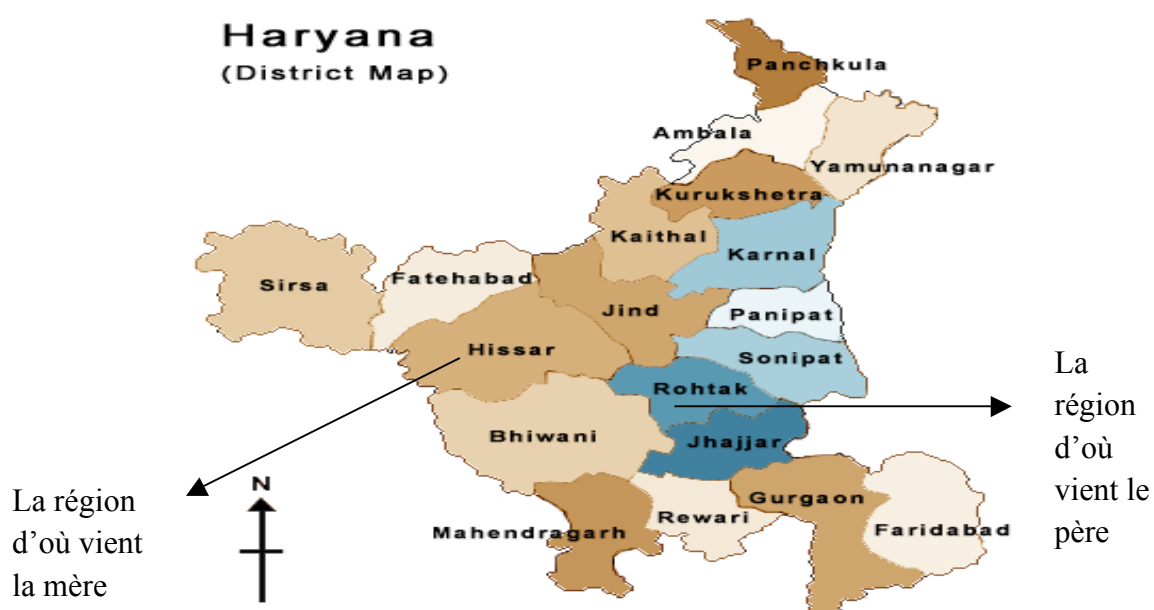 Haryana
(District Map)
Panchkula
Ambala
Yamunanagar
Kurukshetra
Kaithal
Karnal
Sirsa
Fatehabad
Jind
Panipat
Hissar
Sonipat
Rohtak
Bhiwani
Jhajjar
Gurgaon
Mahendragarh
Rewari
Faridabad
N
La région
d’où vient
la mère
La
région
d’où
vient le
père